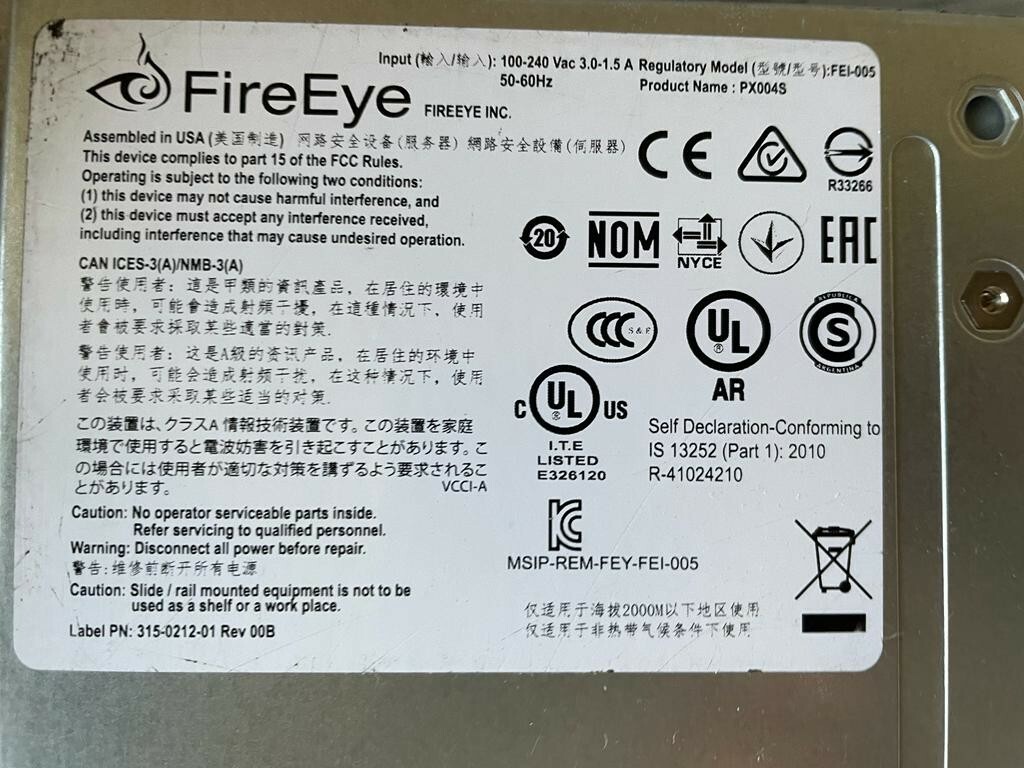 FireEye
FIREEYE INC.
Input (輸入/输入): 100-240 Vac 3.0-1.5 A
50-60Hz
Regulatory Model (型號/型号):FEI-005
Product Name : PX004S
Assembled in USA (美国制造) 网路安全设备(服务器) 網路安全設備(伺服器)
This device complies to part 15 of the FCC Rules.
Operating is subject to the following two conditions:
(1) this device may not cause harmful interference, and
(2) this device must accept any interference received,
including interference that may cause undesired operation.
CE
R33266
20
NOM
NYCE
EAC
CAN ICES-3(A)/NMB-3(A)
警告使用者: 這是甲類的資訊產品, 在居住的環境中
使用時, 可能會造成射頻干擾, 在這種情況下, 使用
者會被要求採取某些適當的對策.
警告使用者: 这是A級的资讯产品, 在居住的环境中
使用时, 可能会造成射频干扰, 在这种情况下, 使用
者会被要求采取某些适当的对策.
CCC S&E
UL
AR
REPUBLICA
S
ARGENTINA
C UL US
I.T.E
LISTED
E326120
Self Declaration-Conforming to
IS 13252 (Part 1): 2010
R-41024210
この装置は、クラスA 情報技術装置です。この装置を家庭
環境で使用すると電波妨害を引き起こすことがあります。こ
の場合には使用者が適切な対策を講ずるよう要求されるこ
とがあります。
VCCI-A
Caution: No operator serviceable parts inside.
Refer servicing to qualified personnel.
Warning: Disconnect all power before repair.
警告:维修前断开所有电源
Caution: Slide / rail mounted equipment is not to be
used as a shelf or a work place.
Label PN: 315-0212-01 Rev 00B
MSIP-REM-FEY-FEI-005
仅适用于海拔2000M以下地区使用
仅适用于非热带气候条件下使用